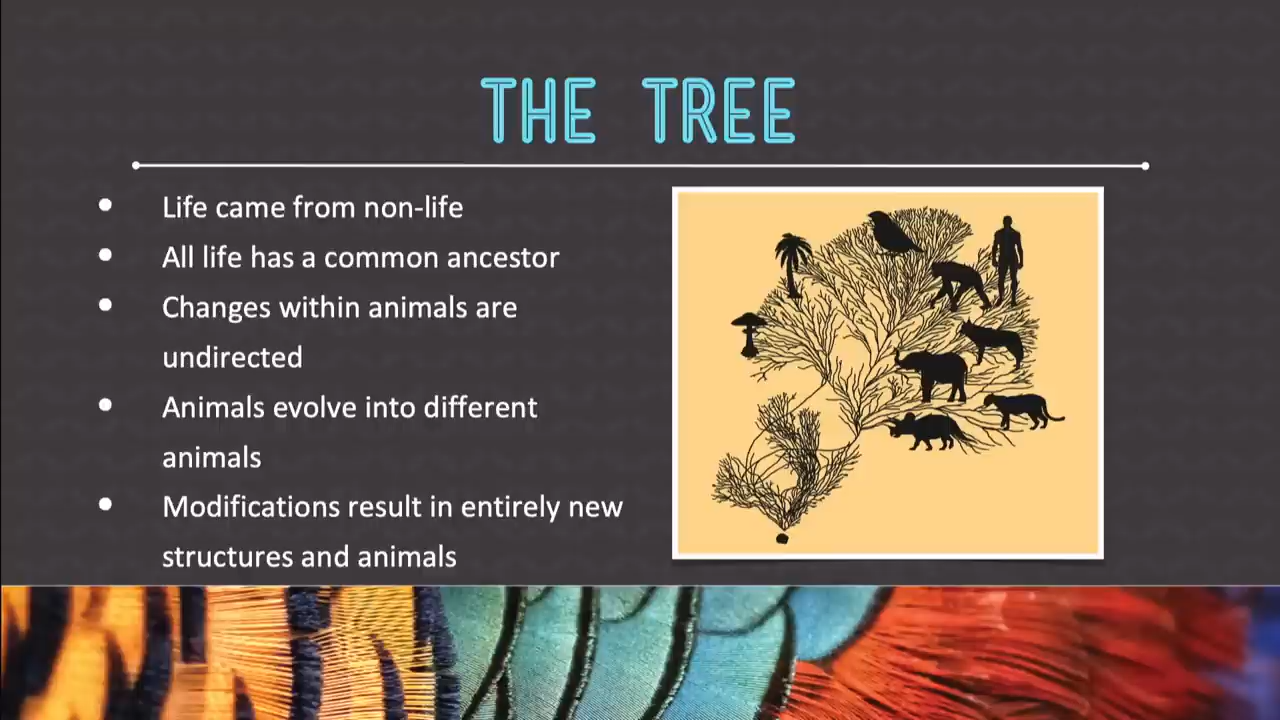 THE TREE
• Life came from non-life
• All life has a common ancestor
• Changes within animals are
undirected
• Animals evolve into different
animals
• Modifications result in entirely new
structures and animals